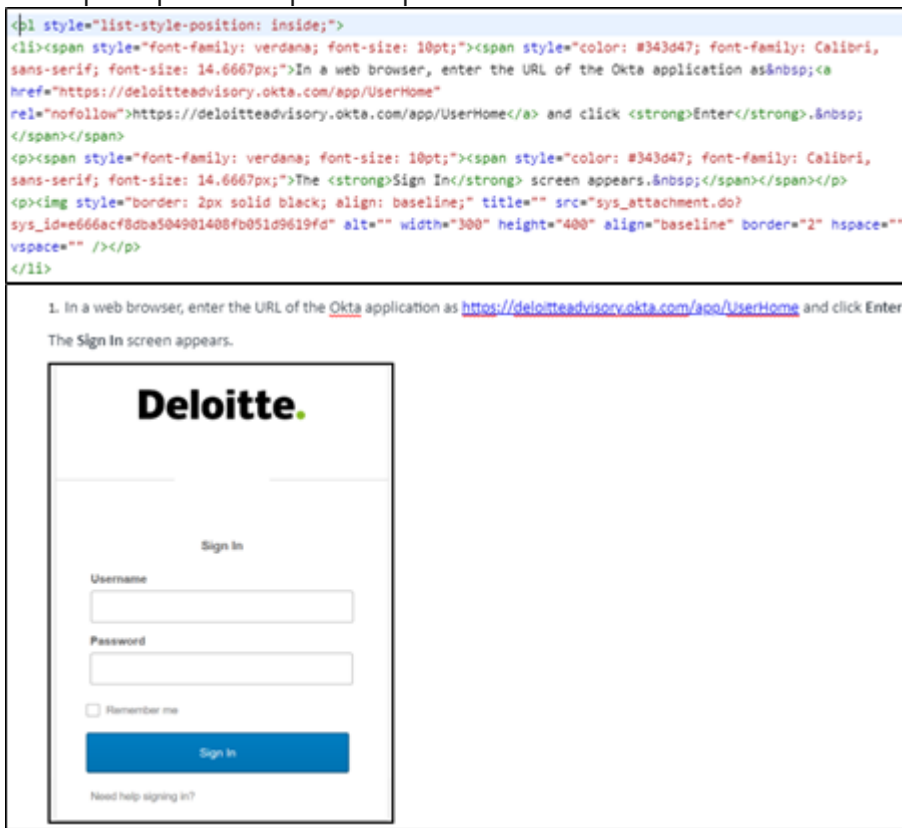 <ol style="list-style-position: inside;">
<li><span style="font-family: verdana; font-size: 10pt;"><span style="color: #343d47; font-family: Calibri,
sans-serif; font-size: 14.6667px;">In a web browser, enter the URL of the Okta application as&nbsp;<a
href="https://deloitteadvisory.okta.com/app/UserHome"
rel="nofollow">https://deloitteadvisory.okta.com/app/UserHome</a> and click <strong>Enter</strong>.&nbsp;
</span></span>
<p><span style="font-family: verdana; font-size: 10pt;"><span style="color: #343d47; font-family: Calibri,
sans-serif; font-size: 14.6667px;">The <strong>Sign In</strong> screen appears.&nbsp;</span></span></p>
<p><img style="border: 2px solid black; align: baseline;" title="" src="sys_attachment.do?
sys_id=e666acf8dba504901408fb051d9619fd" alt="" width="300" height="400" align="baseline" border="2" hspace=""
vspace="" /></p>
</li>
1. In a web browser, enter the URL of the Okta application as https://deloitteadvisory.okta.com/app/UserHome and click Enter
The Sign In screen appears.
Deloitte.
Sign In
Username
Password
Remember me
Sign In
Need help signing in?